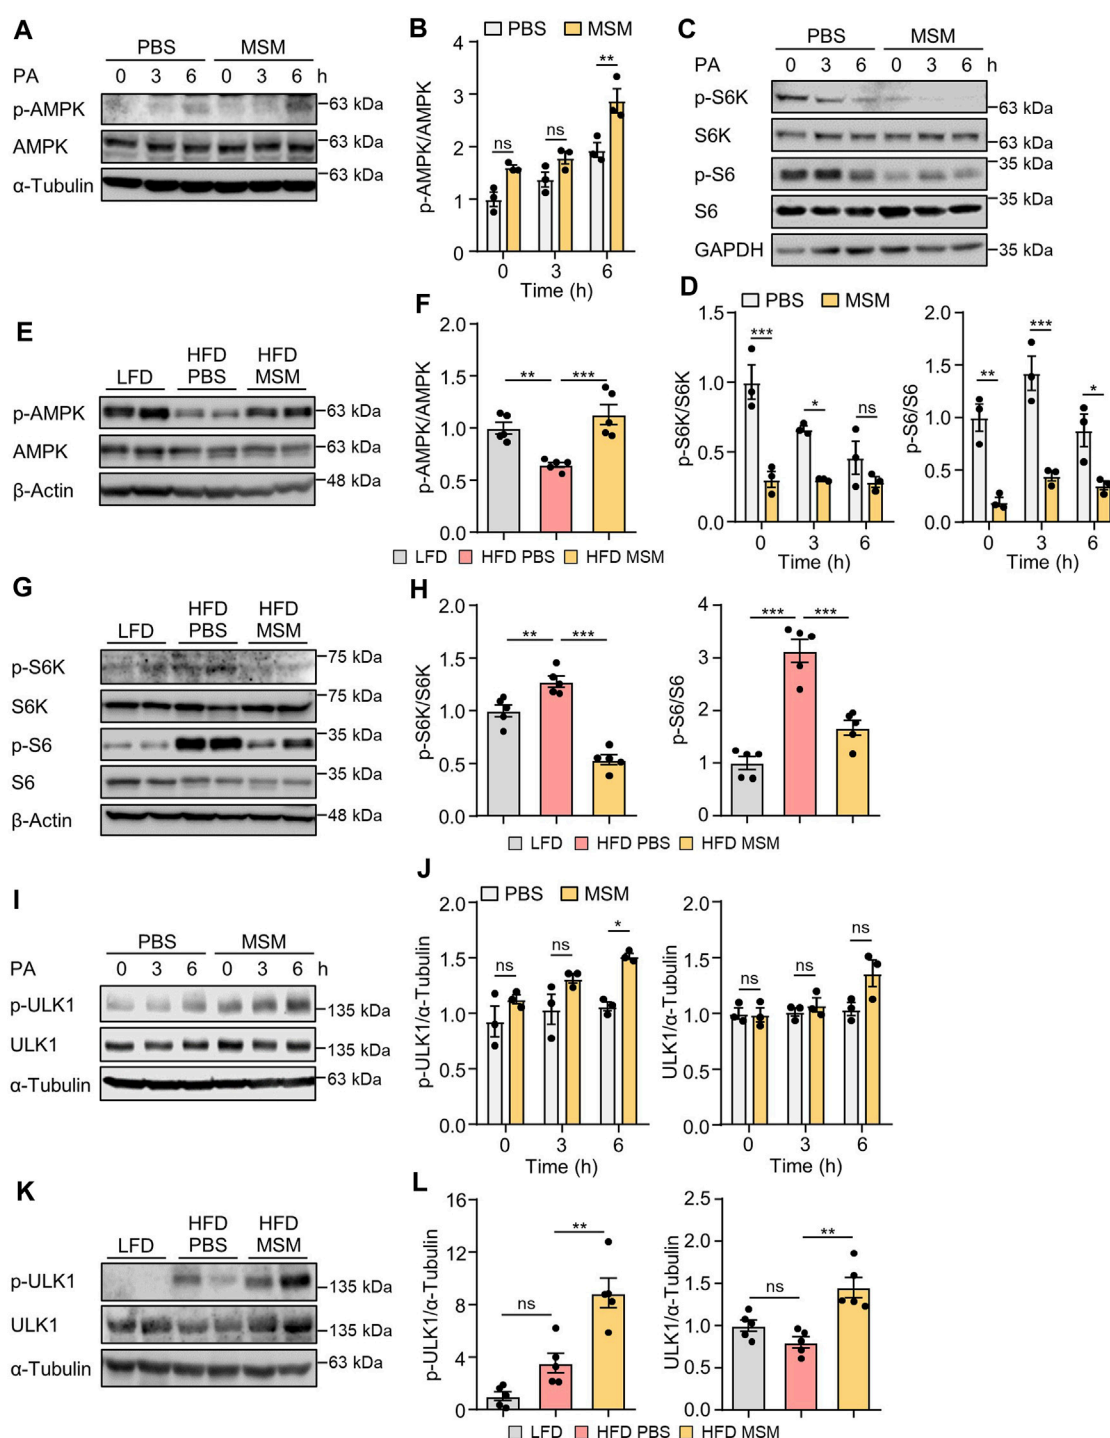 A
PBS MSM
PA 0 3 6 0 3 6 h
p-AMPK 63 kDa
AMPK 63 kDa
α-Tubulin 63 kDa
B
PBS MSM
p-AMPK/AMPK
4
3
2
1
0
ns ns **
0 3 6
Time (h)
C
PBS MSM
PA 0 3 6 0 3 6 h
p-S6K 63 kDa
S6K 63 kDa
p-S6 35 kDa
S6 35 kDa
GAPDH 35 kDa
D
PBS MSM
p-S6K/S6K
1.5
1.0
0.5
0.0
*** * ns
0 3 6
Time (h)
p-S6/S6
2.0
1.5
1.0
0.5
0.0
** *** *
0 3 6
Time (h)
E
LFD HFD PBS HFD MSM
p-AMPK 63 kDa
AMPK 63 kDa
β-Actin 48 kDa
F
p-AMPK/AMPK
2.0
1.5
1.0
0.5
0.0
** ***
LFD HFD PBS HFD MSM
G
LFD HFD PBS HFD MSM
p-S6K 75 kDa
S6K 75 kDa
p-S6 35 kDa
S6 35 kDa
β-Actin 48 kDa
H
p-S6K/S6K
2.0
1.5
1.0
0.5
0.0
** ***
p-S6/S6
4
3
2
1
0
*** ***
LFD HFD PBS HFD MSM
I
PBS MSM
PA 0 3 6 0 3 6 h
p-ULK1 135 kDa
ULK1 135 kDa
α-Tubulin 63 kDa
J
PBS MSM
p-ULK1/α-Tubulin
2.0
1.5
1.0
0.5
0.0
ns ns *
0 3 6
Time (h)
ULK1/α-Tubulin
2.0
1.5
1.0
0.5
0.0
ns ns ns
0 3 6
Time (h)
K
LFD HFD PBS HFD MSM
p-ULK1 135 kDa
ULK1 135 kDa
α-Tubulin 63 kDa
L
p-ULK1/α-Tubulin
16
12
8
4
0
ns **
ULK1/α-Tubulin
2.5
2.0
1.5
1.0
0.5
0.0
ns **
LFD HFD PBS HFD MSM